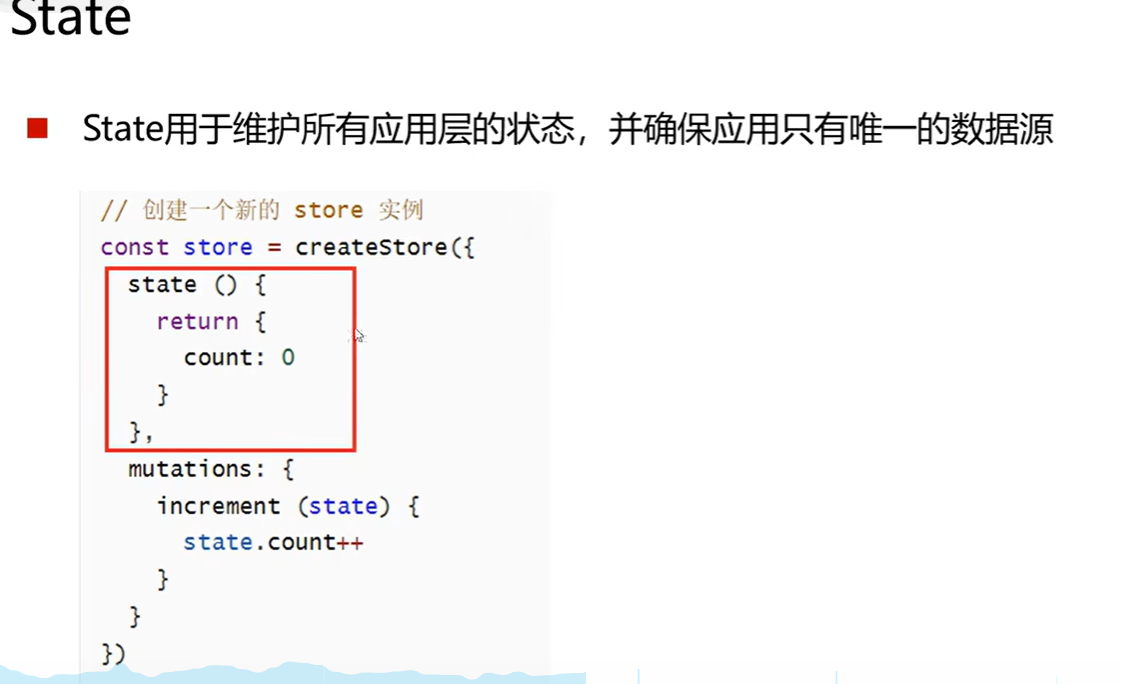 State
State用于维护所有应用层的状态，并确保应用只有唯一的数据源
// 创建一个新的 store 实例
const store = createStore({
  state () {
    return {
      count: 0
    }
  },
  mutations: {
    increment (state) {
      state.count++
    }
  }
})